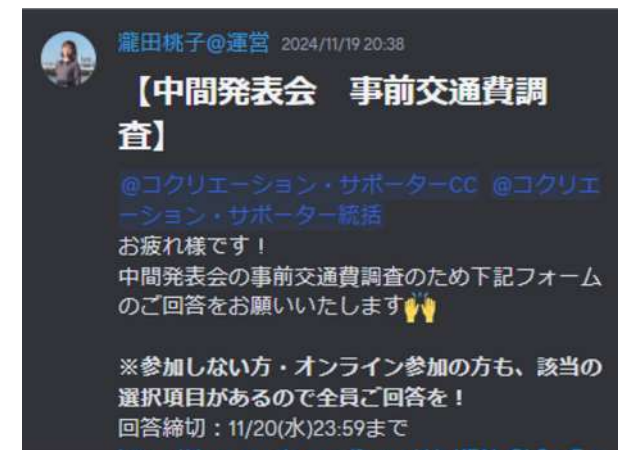 瀧田桃子@運営 2024/11/19 20:38
【中間発表会　事前交通費調
査】
@コクリエーション・サポーターCC @コクリエ
ーション・サポーター統括
お疲れ様です！
中間発表会の事前交通費調査のため下記フォーム
のご回答をお願いいたします🙌
※参加しない方・オンライン参加の方も、該当の
選択項目があるので全員ご回答を！
回答締切：11/20(水)23:59まで